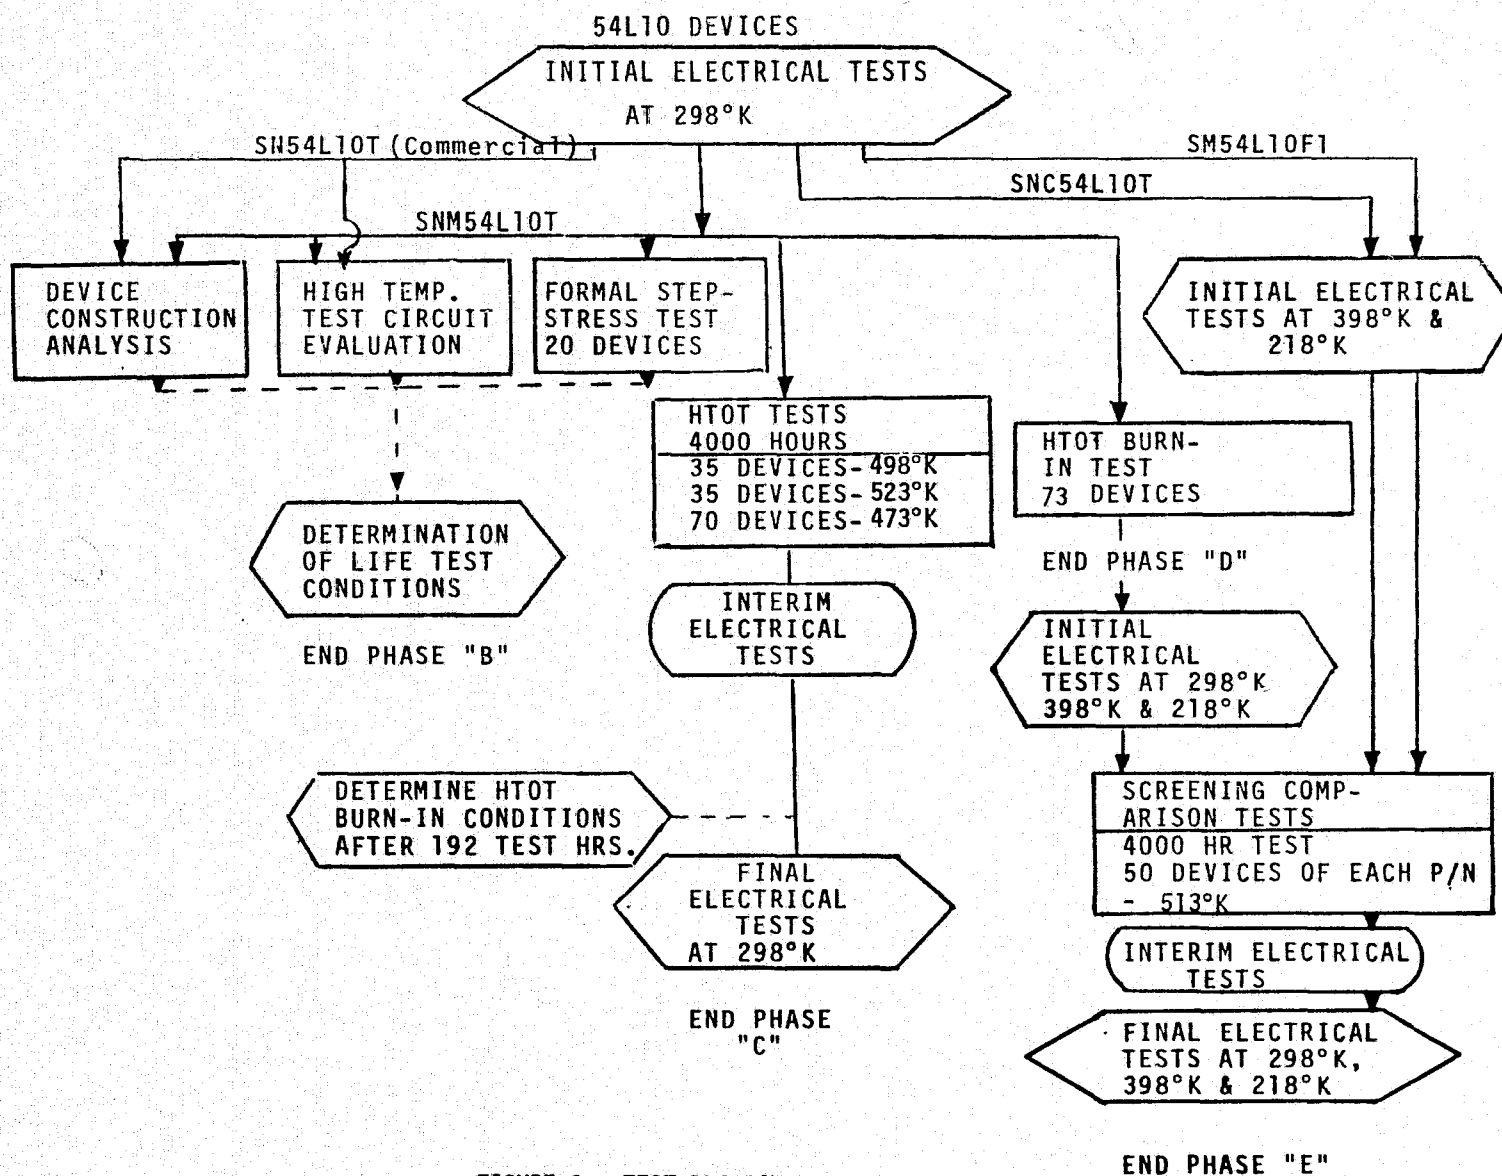 54L10 DEVICES
INITIAL ELECTRICAL TESTS
AT 298°K
SN54L10T (Commercial)
SM54L10F1
SNC54L10T
SNM54L10T
DEVICE
CONSTRUCTION
ANALYSIS
HIGH TEMP.
TEST CIRCUIT
EVALUATION
FORMAL STEP-
STRESS TEST
20 DEVICES
INITIAL ELECTRICAL
TESTS AT 398°K &
218°K
HTOT TESTS
4000 HOURS
35 DEVICES- 498°K
35 DEVICES- 523°K
70 DEVICES- 473°K
HTOT BURN-
IN TEST
73 DEVICES
DETERMINATION
OF LIFE TEST
CONDITIONS
END PHASE "B"
INTERIM
ELECTRICAL
TESTS
END PHASE "D"
INITIAL
ELECTRICAL
TESTS AT 298°K
398°K & 218°K
DETERMINE HTOT
BURN-IN CONDITIONS
AFTER 192 TEST HRS.
FINAL
ELECTRICAL
TESTS
AT 298°K
END PHASE
"C"
SCREENING COMP-
ARISON TESTS
4000 HR TEST
50 DEVICES OF EACH P/N
- 513°K
INTERIM ELECTRICAL
TESTS
FINAL ELECTRICAL
TESTS AT 298°K,
398°K & 218°K
END PHASE "E"